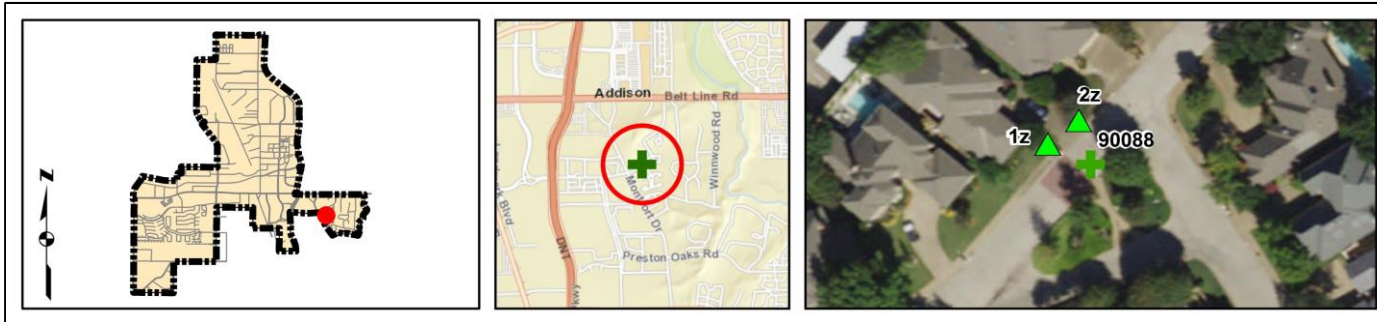 N
Addison
Belt Line Rd
Winnwood Rd
Montfort Dr
DNT
Preston Oaks Rd
2z
1z
90088